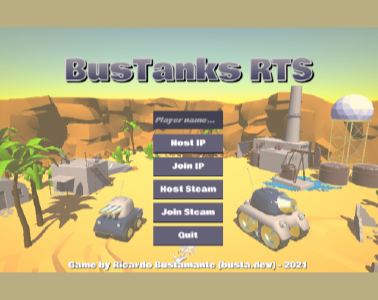 BusTanks RTS
Player name...
Host IP
Join IP
Host Steam
Join Steam
Quit
Game by Ricardo Bustamante (busta.dev) - 2021